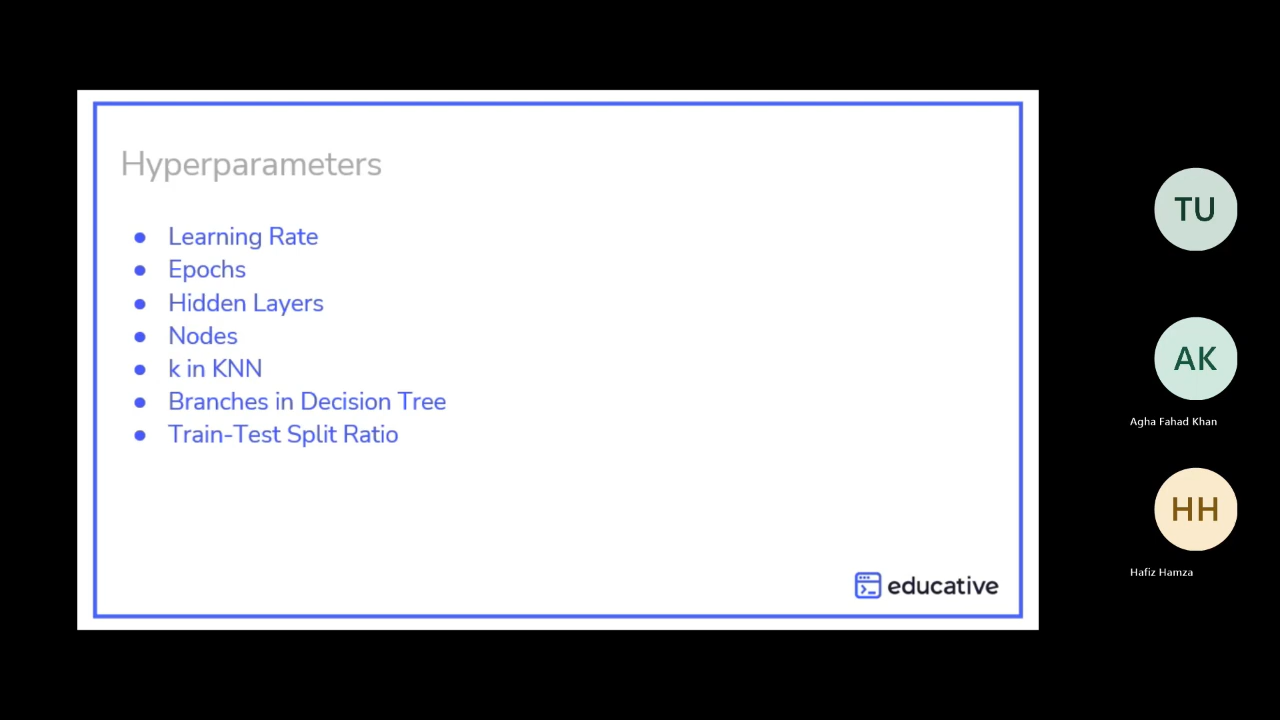 Hyperparameters
Learning Rate
Epochs
Hidden Layers
Nodes
k in KNN
Branches in Decision Tree
Train-Test Split Ratio
educative
TU
AK
Agha Fahad Khan
HH
Hafiz Hamza